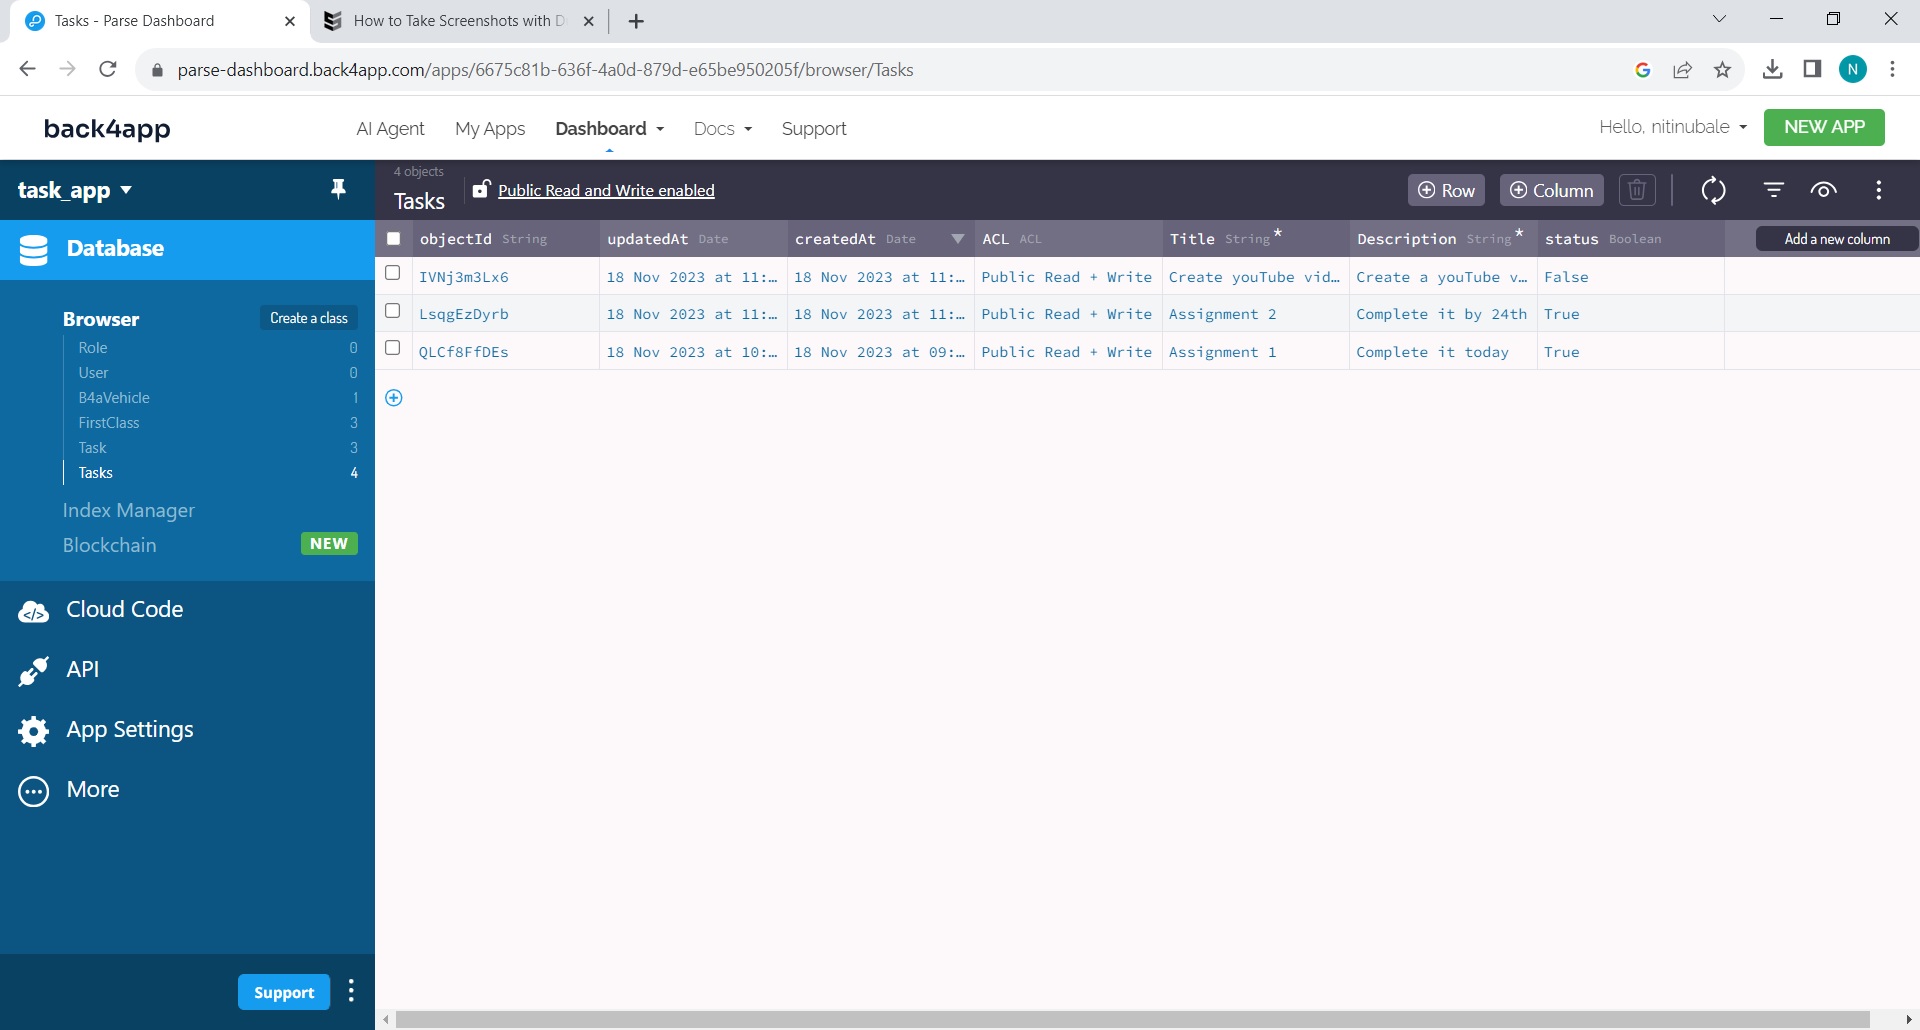 Tasks - Parse Dashboard
How to Take Screenshots with D
parse-dashboard.back4app.com/apps/6675c81b-636f-4a0d-879d-e65be950205f/browser/Tasks
N
back4app
AI Agent
My Apps
Dashboard
Docs
Support
Hello, nitinubale
NEW APP
task_app
4 objects
Tasks
Public Read and Write enabled
Row
Column
Database
objectId String
updatedAt Date
createdAt Date
ACL ACL
Title String*
Description String*
status Boolean
Add a new column
IVNj3m3Lx6
18 Nov 2023 at 11:…
18 Nov 2023 at 11:…
Public Read + Write
Create youTube vid…
Create a youTube v…
False
LsqgEzDyrb
18 Nov 2023 at 11:…
18 Nov 2023 at 11:…
Public Read + Write
Assignment 2
Complete it by 24th
True
QLCf8FfDEs
18 Nov 2023 at 10:…
18 Nov 2023 at 09:…
Public Read + Write
Assignment 1
Complete it today
True
Browser
Create a class
Role 0
User 0
B4aVehicle 1
FirstClass 3
Task 3
Tasks 4
Index Manager
Blockchain
NEW
Cloud Code
API
App Settings
More
Support